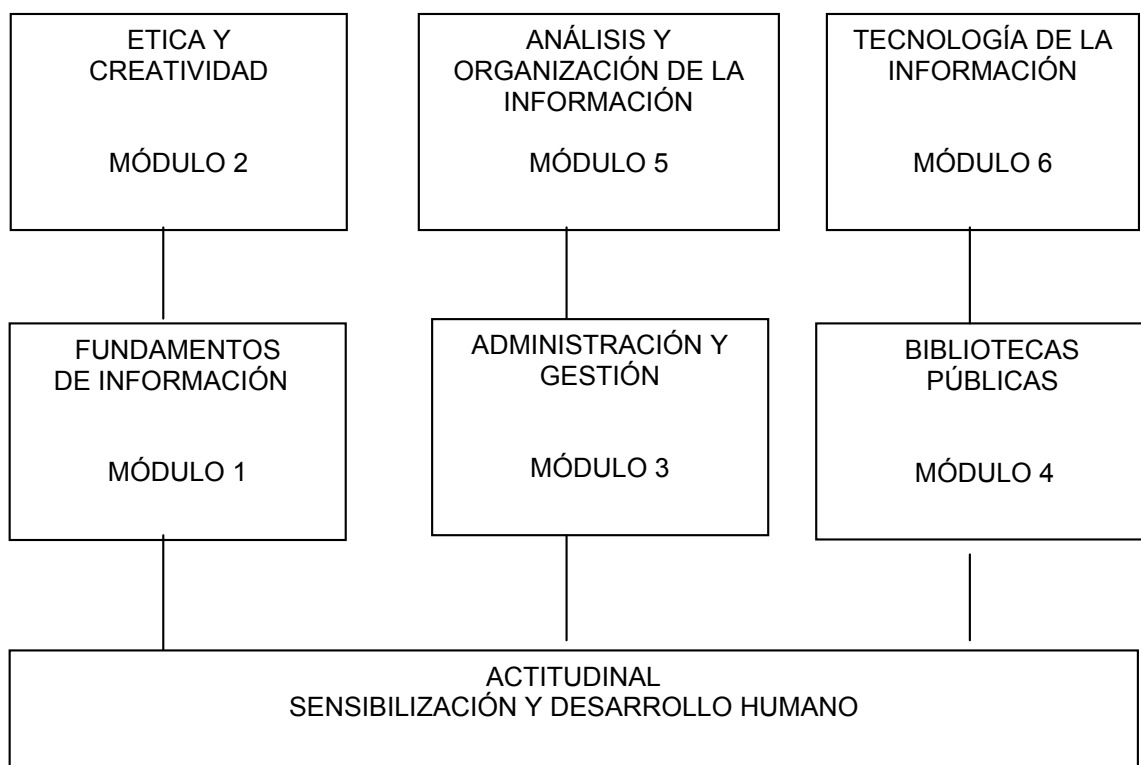 ETICA Y
CREATIVIDAD
MÓDULO 2
ANÁLISIS Y
ORGANIZACIÓN DE LA
INFORMACIÓN
MÓDULO 5
TECNOLOGÍA DE LA
INFORMACIÓN
MÓDULO 6
FUNDAMENTOS
DE INFORMACIÓN
MÓDULO 1
ADMINISTRACIÓN Y
GESTIÓN
MÓDULO 3
BIBLIOTECAS
PÚBLICAS
MÓDULO 4
ACTITUDINAL
SENSIBILIZACIÓN Y DESARROLLO HUMANO